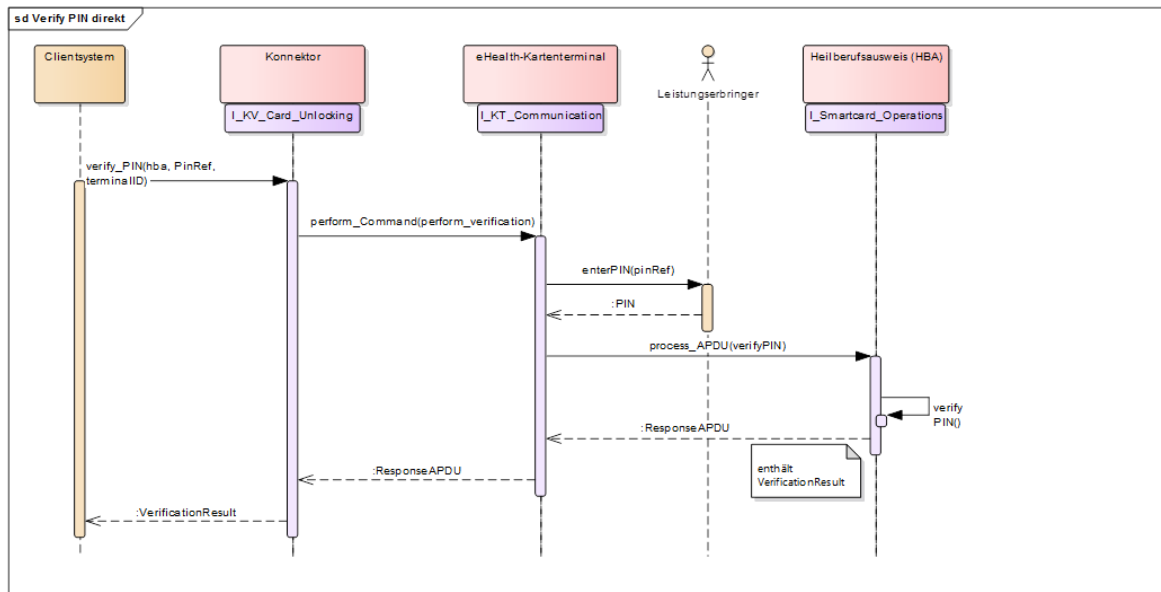 sd Verify PIN direkt
Clientsystem
Konnektor
eHealth-Kartenterminal
Heilberufsausweis (HBA)
Leistungserbringer
I_KV_Card_Unlocking
I_KT_Communication
I_Smartcard_Operations
verify_PIN(hba, PinRef,
terminalID)
perform_Command(perform_verification)
enterPIN(pinRef)
:PIN
process_APDU(verifyPIN)
verify
PIN()
:ResponseAPDU
enthält
VerificationResult
:ResponseAPDU
:VerificationResult